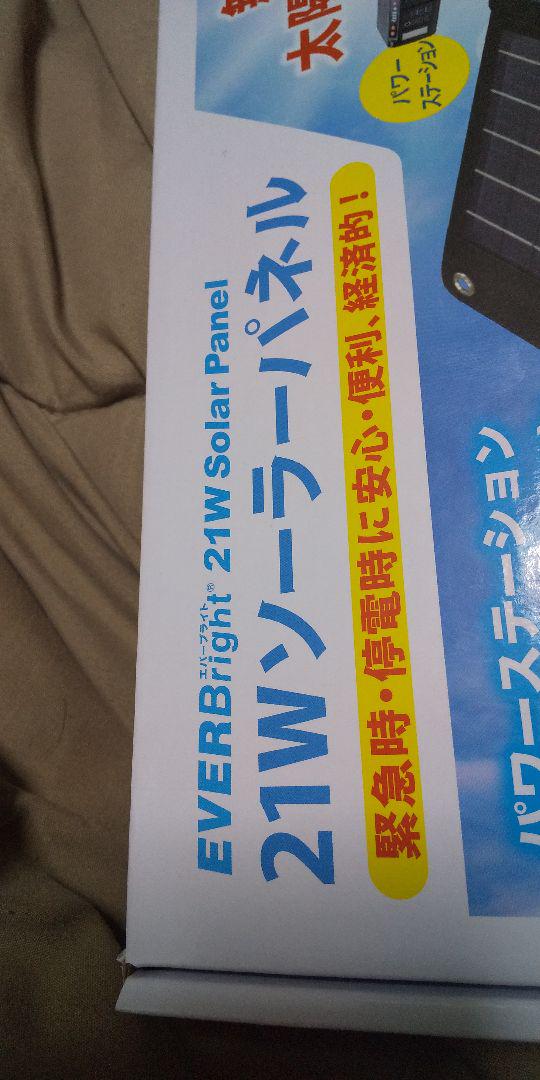 太陽
パワー
ステーション
エバーブライト
EVERBright® 21W Solar Panel
21Wソーラーパネル
緊急時・停電時に安心・便利、経済的!
パワーステーション